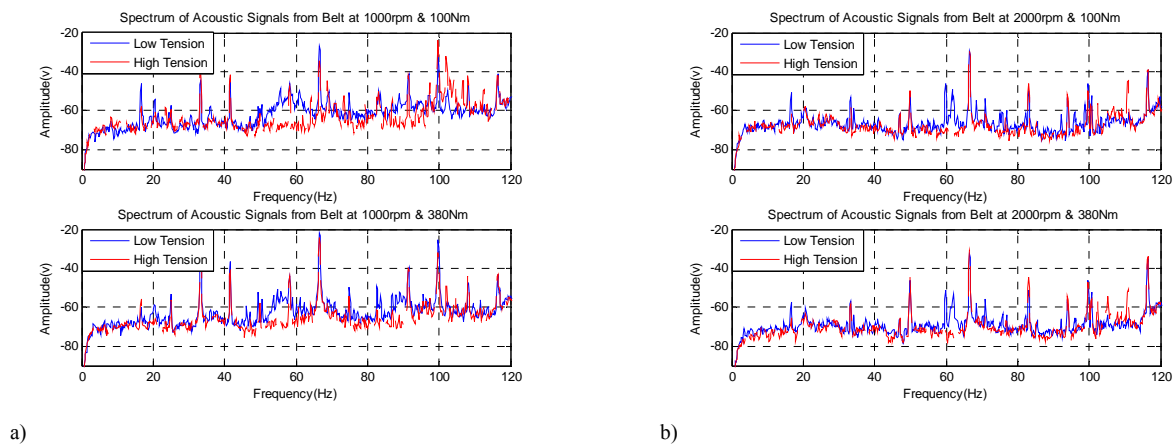 Spectrum of Acoustic Signals from Belt at 1000rpm & 100Nm
-20
-40
-60
-80
Amplitude(v)
Low Tension
High Tension
0 20 40 60 80 100 120
Frequency(Hz)
Spectrum of Acoustic Signals from Belt at 1000rpm & 380Nm
-20
-40
-60
-80
Amplitude(v)
Low Tension
High Tension
0 20 40 60 80 100 120
Frequency(Hz)
a)
Spectrum of Acoustic Signals from Belt at 2000rpm & 100Nm
-20
-40
-60
-80
Amplitude(v)
Low Tension
High Tension
0 20 40 60 80 100 120
Frequency(Hz)
Spectrum of Acoustic Signals from Belt at 2000rpm & 380Nm
-20
-40
-60
-80
Amplitude(v)
Low Tension
High Tension
0 20 40 60 80 100 120
Frequency(Hz)
b)